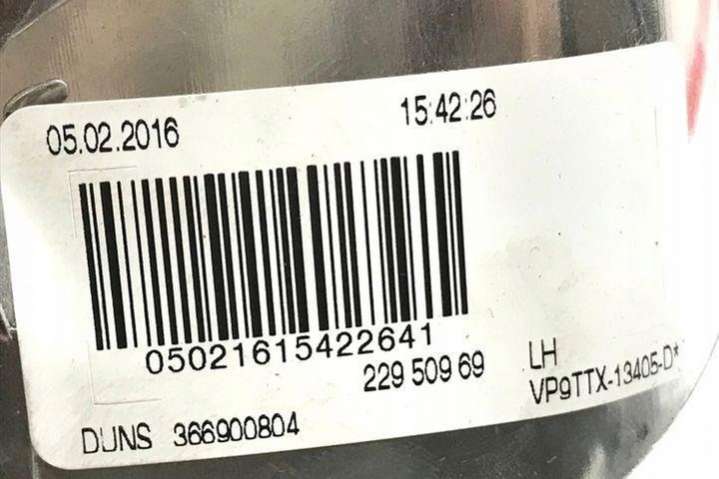 05.02.2016 15:42:26
05021615422641
229 509 69
LH
VP9TTX-13405-D*
DUNS 366900804